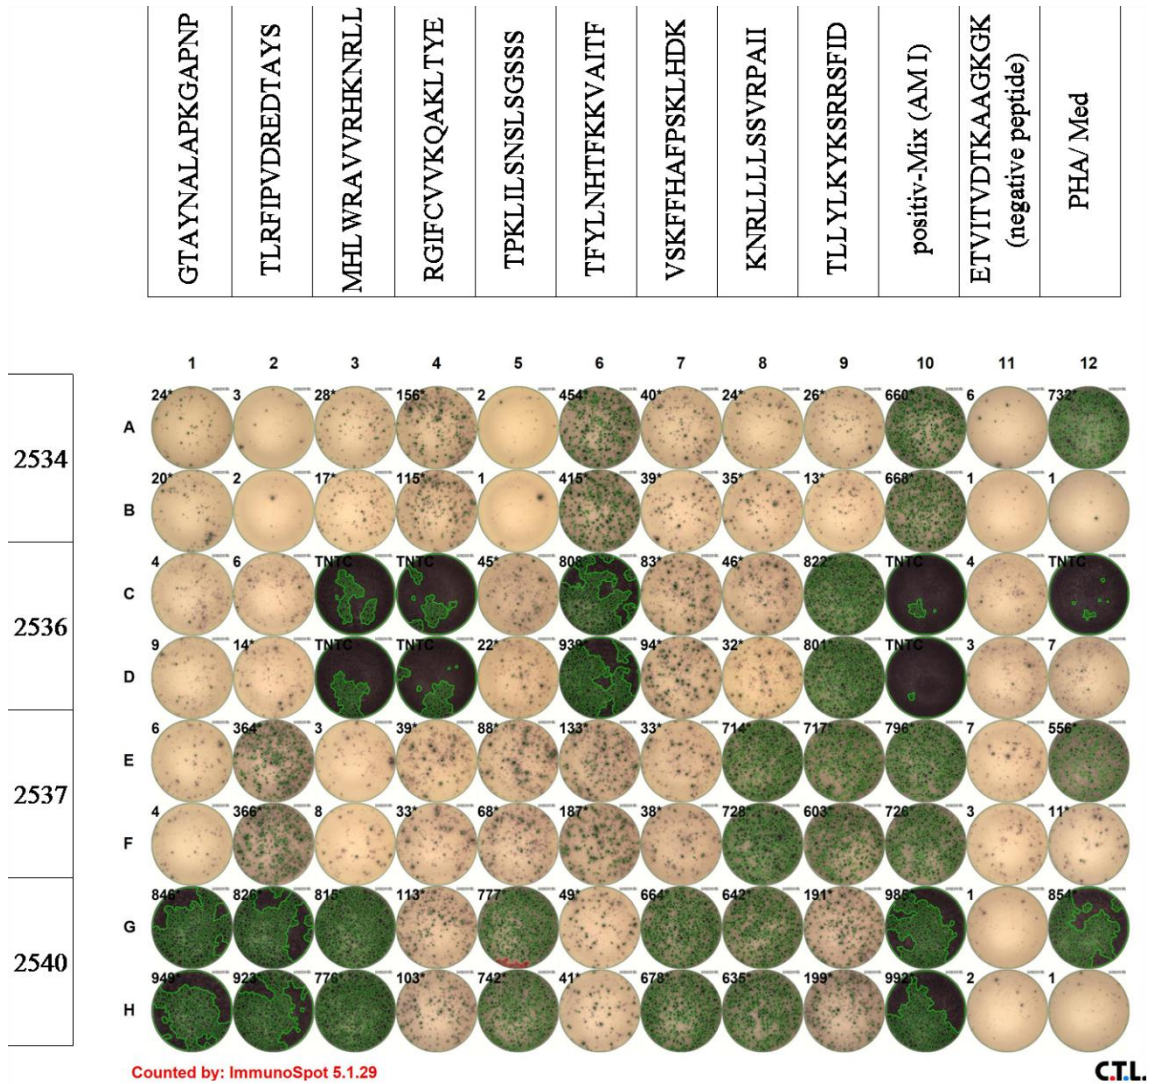 GTAYNALAPKGAPNP
TLRFIPVDREDTAYS
MHLWRAVVRHKNRLL
RGIFCVVKQAKLTYE
TPKLILSNSLSGSSS
TFYLNHTFKKVAITF
VSKFFHAFPSKLHDK
KNRLLLSSVRPAII
TLLYLKYKSRRSFID
positiv-Mix (AM I)
ETVITVDTKAAGKGK
(negative peptide)
PHA/ Med
1 2 3 4 5 6 7 8 9 10 11 12
2534
A 24* 3 28* 156* 2 454* 40* 24* 26* 660* 6 732*
B 20* 2 17* 115* 1 415* 39* 35* 13* 668* 1 1
2536
C 4 6 TNTC TNTC 45* 808* 83* 46* 822* TNTC 4 TNTC
D 9 14* TNTC TNTC 22* 939* 94* 32* 801* TNTC 3 7
2537
E 6 364* 3 39* 88* 133* 33* 714* 717* 796* 7 556*
F 4 366* 8 33* 68* 187* 38* 728* 603* 726* 3 11*
2540
G 846* 826* 815* 113* 777* 49* 664* 642* 191* 985* 1 854*
H 949* 923* 776* 103* 742* 41* 678* 635* 199* 992* 2 1
Counted by: ImmunoSpot 5.1.29
C.T.L.